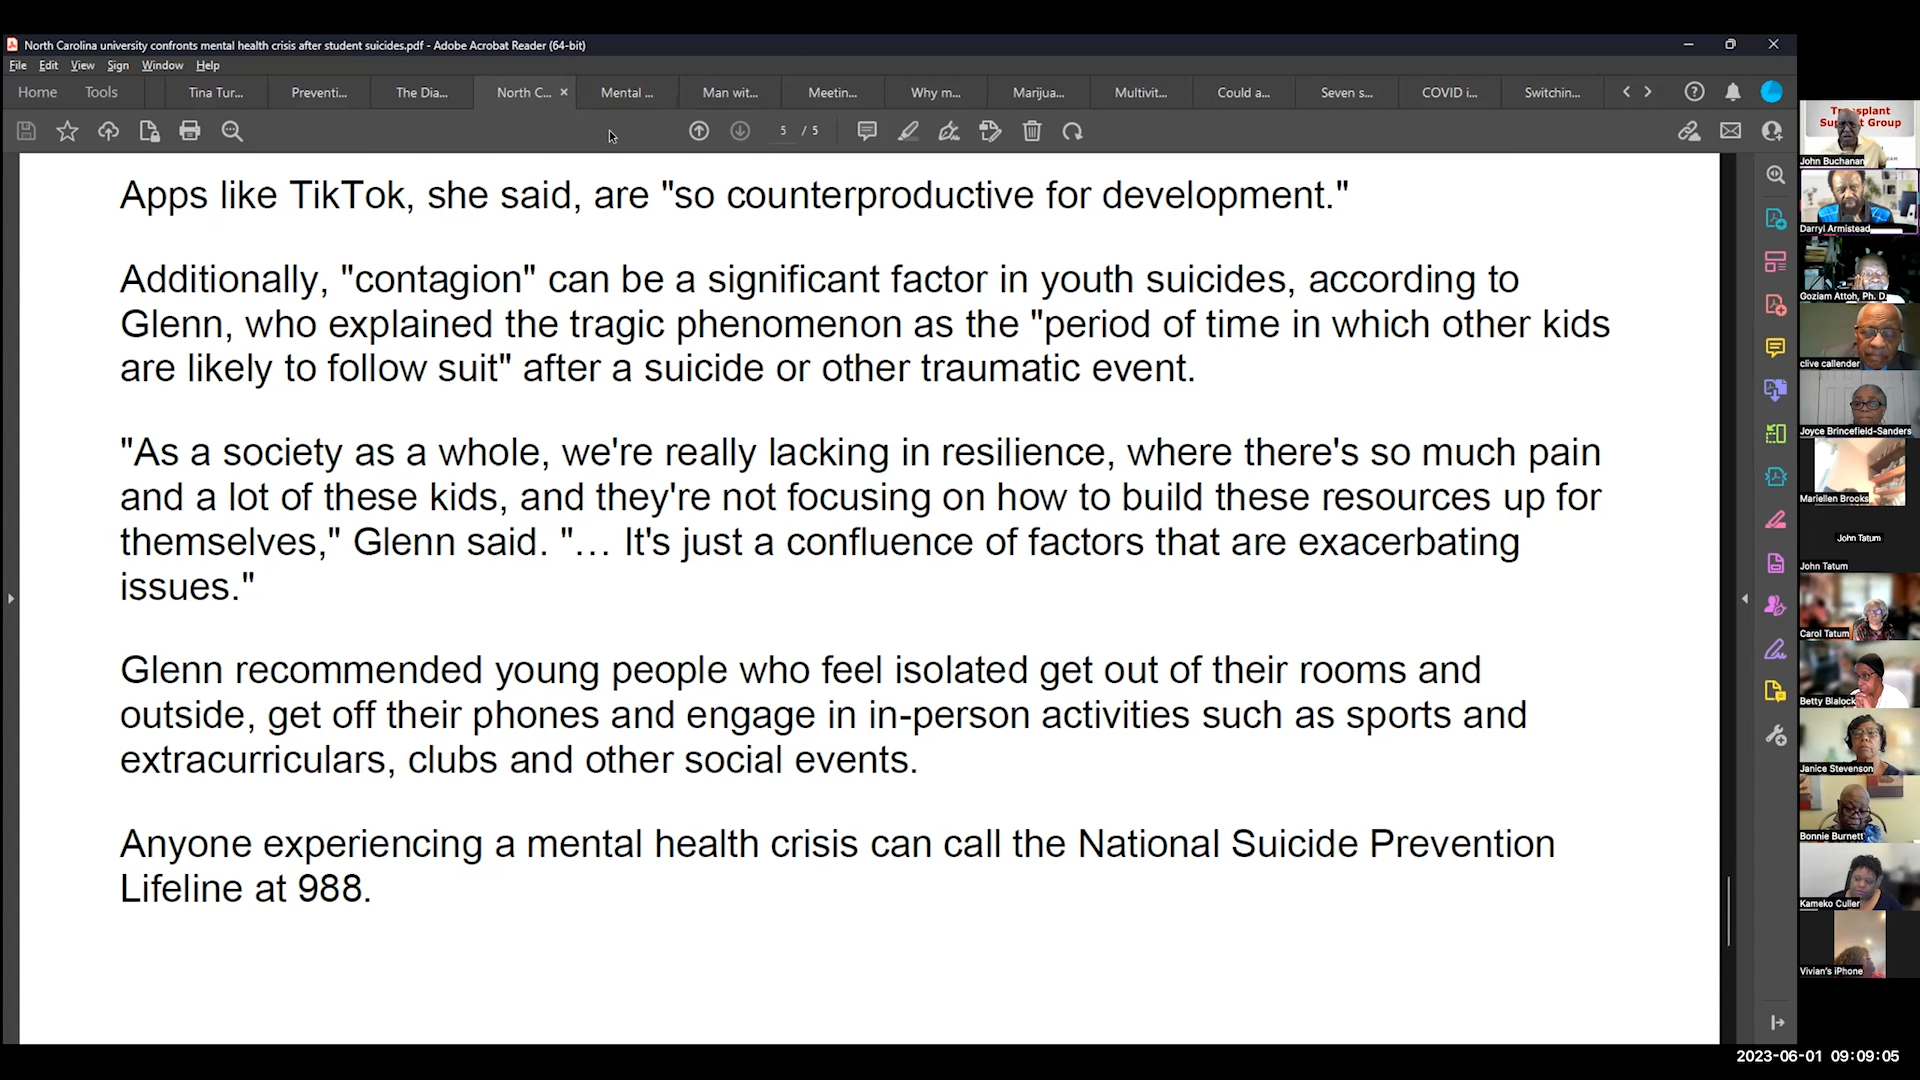 North Carolina university confronts mental health crisis after student suicides.pdf - Adobe Acrobat Reader (64-bit)
File Edit View Sign Window Help
Home Tools Tina Tur... Preventi... The Dia... North C... Mental ... Man wit... Meetin... Why m... Marijua... Multivit... Could a... Seven s... COVID i... Switchin...
5 / 5
Apps like TikTok, she said, are "so counterproductive for development."
Additionally, "contagion" can be a significant factor in youth suicides, according to
Glenn, who explained the tragic phenomenon as the "period of time in which other kids
are likely to follow suit" after a suicide or other traumatic event.
"As a society as a whole, we're really lacking in resilience, where there's so much pain
and a lot of these kids, and they're not focusing on how to build these resources up for
themselves," Glenn said. "... It's just a confluence of factors that are exacerbating
issues."
Glenn recommended young people who feel isolated get out of their rooms and
outside, get off their phones and engage in in-person activities such as sports and
extracurriculars, clubs and other social events.
Anyone experiencing a mental health crisis can call the National Suicide Prevention
Lifeline at 988.
Group
John Buchanan
Darryl Armistead
Goziam Attoh, Ph. D.
clive callender
Joyce Brincefield-Sanders
Mariellen Brooks
John Tatum
John Tatum
Carol Tatum
Betty Blalock
Janice Stevenson
Bonnie Burnett
Kameko Culler
Vivian's iPhone
2023-06-01 09:09:05